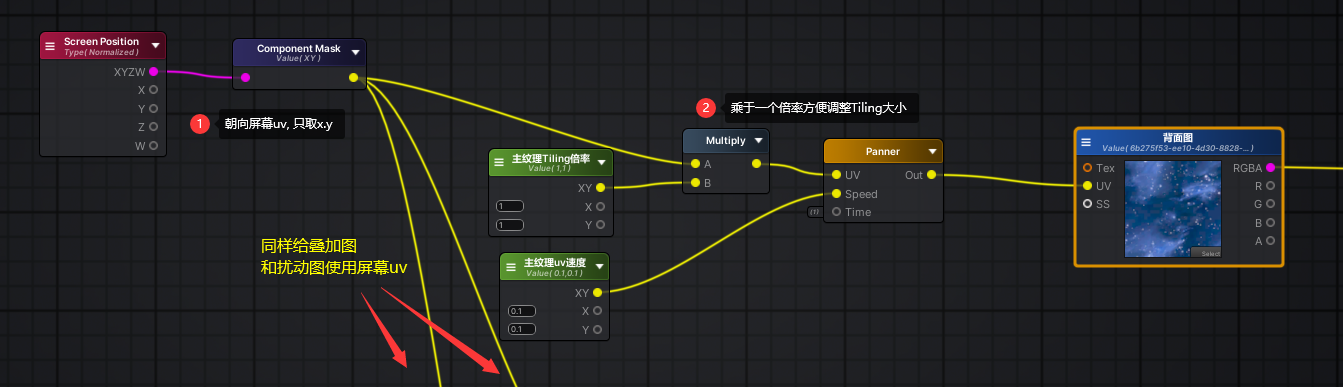 Screen Position
Type( Normalized )
XYZW
X
Y
Z
W
Component Mask
Value( XY )
1
朝向屏幕uv, 只取x.y
2
乘于一个倍率方便调整Tiling大小
主纹理Tiling倍率
Value( 1,1 )
XY
1
X
1
Y
Multiply
A
B
主纹理uv速度
Value( 0.1,0.1 )
XY
0.1
X
0.1
Y
Panner
UV
Out
Speed
(1)
Time
背面图
Value( 6b275f53-ee10-4d30-8828-... )
Tex
RGBA
UV
R
SS
G
B
A
Select
同样给叠加图
和扰动图使用屏幕uv